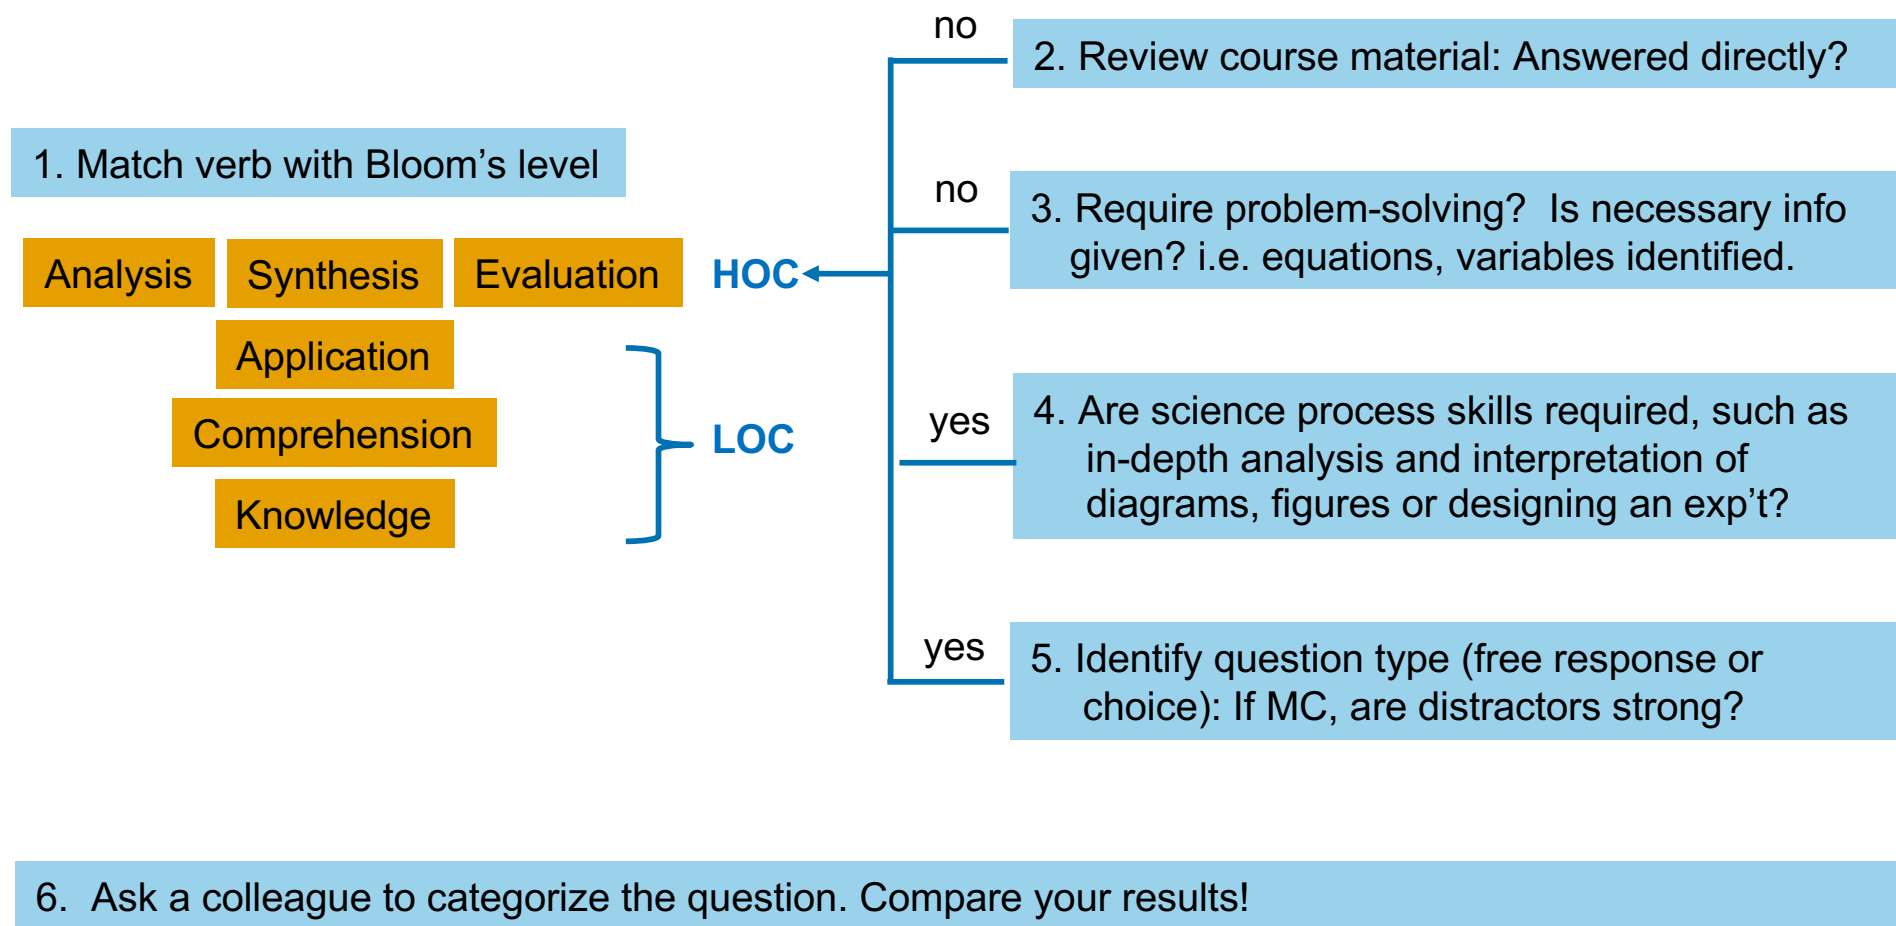 1. Match verb with Bloom’s level
Analysis
Synthesis
Evaluation
HOC
Application
Comprehension
LOC
Knowledge
no
2. Review course material: Answered directly?
no
3. Require problem-solving?  Is necessary info
given? i.e. equations, variables identified.
yes
4. Are science process skills required, such as
in-depth analysis and interpretation of
diagrams, figures or designing an exp’t?
yes
5. Identify question type (free response or
choice): If MC, are distractors strong?
6.  Ask a colleague to categorize the question. Compare your results!